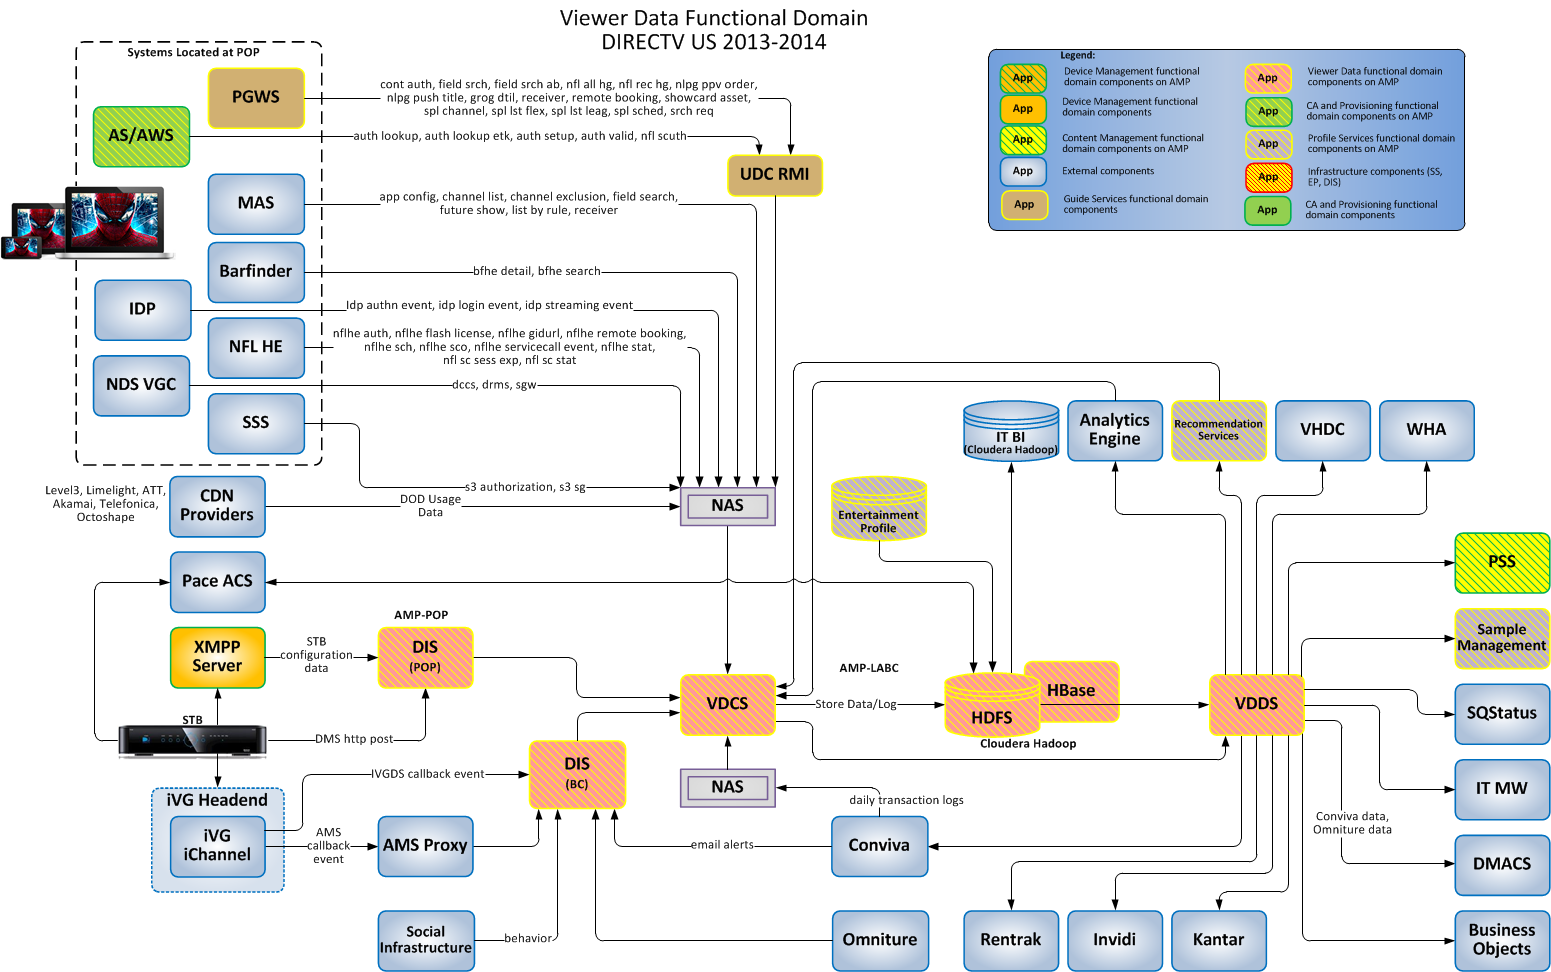 Viewer Data Functional Domain
DIRECTV US 2013-2014
Systems Located at POP
PGWS
AS/AWS
MAS
Barfinder
IDP
NFL HE
NDS VGC
SSS
cont auth, field srch, field srch ab, nfl all hg, nfl rec hg, nlpg ppv order,
nlpg push title, grog dtil, receiver, remote booking, showcard asset,
spl channel, spl lst flex, spl lst leag, spl sched, srch req
auth lookup, auth lookup etk, auth setup, auth valid, nfl scuth
UDC RMI
app config, channel list, channel exclusion, field search,
future show, list by rule, receiver
bfhe detail, bfhe search
Idp authn event, idp login event, idp streaming event
nflhe auth, nflhe flash license, nflhe gidurl, nflhe remote booking,
nflhe sch, nflhe sco, nflhe servicecall event, nflhe stat,
nfl sc sess exp, nfl sc stat
dccs, drms, sgw
s3 authorization, s3 sg
Legend:
App
Device Management functional
domain components on AMP
App
Device Management functional
domain components
App
Content Management functional
domain components on AMP
App
External components
App
Guide Services functional domain
components
App
Viewer Data functional domain
components on AMP
App
CA and Provisioning functional
domain components on AMP
App
Profile Services functional domain
components on AMP
App
Infrastructure components (SS,
EP, DIS)
App
CA and Provisioning functional
domain components
Level3, Limelight, ATT,
Akamai, Telefonica,
Octoshape
CDN
Providers
DOD Usage
Data
NAS
Pace ACS
XMPP
Server
STB
configuration
data
AMP-POP
DIS
(POP)
STB
DMS http post
iVG Headend
iVG
iChannel
IVGDS callback event
AMS
callback
event
AMS Proxy
DIS
(BC)
Social
Infrastructure
behavior
VDCS
NAS
daily transaction logs
email alerts
Conviva
Omniture
Entertainment
Profile
IT BI
(Cloudera Hadoop)
Analytics
Engine
Recommendation
Services
VHDC
WHA
AMP-LABC
Store Data/Log
HDFS
HBase
Cloudera Hadoop
VDDS
PSS
Sample
Management
SQStatus
IT MW
Conviva data,
Omniture data
DMACS
Business
Objects
Rentrak
Invidi
Kantar